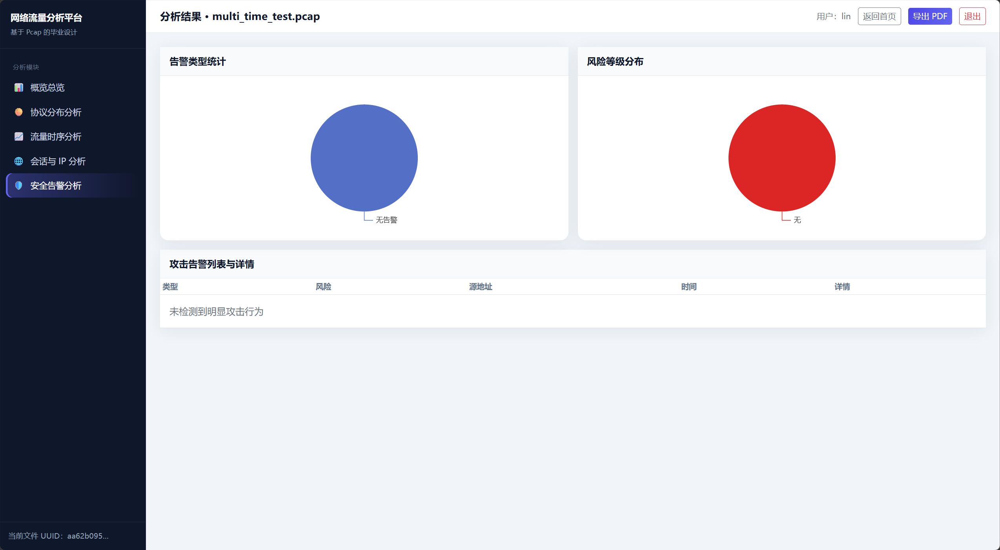 网络流量分析平台
基于 Pcap 的毕业设计
分析模块
概览总览
协议分布分析
流量时序分析
会话与 IP 分析
安全告警分析
当前文件 UUID：aa62b095...
分析结果 • multi_time_test.pcap
用户：lin 返回首页 导出 PDF 退出
告警类型统计
无告警
风险等级分布
无
攻击告警列表与详情
类型 风险 源地址 时间 详情
未检测到明显攻击行为